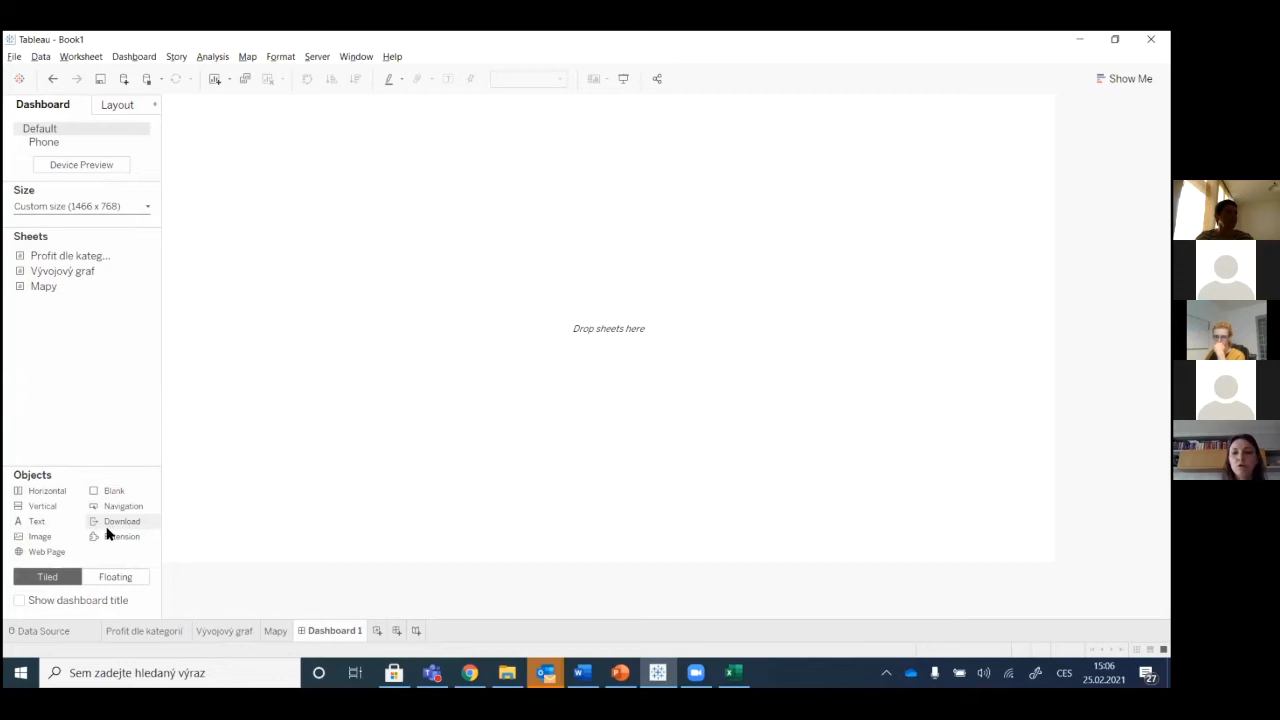 Tableau - Book1
File Data Worksheet Dashboard Story Analysis Map Format Server Window Help
Show Me
Dashboard Layout
Default
Phone
Device Preview
Size
Custom size (1466 x 768)
Sheets
Profit dle kateg...
Vývojový graf
Mapy
Drop sheets here
Objects
Horizontal Blank
Vertical Navigation
Text Download
Image
Web Page
Tiled Floating
Show dashboard title
Data Source Profit dle kategorií Vývojový graf Mapy Dashboard 1
Sem zadejte hledaný výraz
CES
15:06
25.02.2021
27